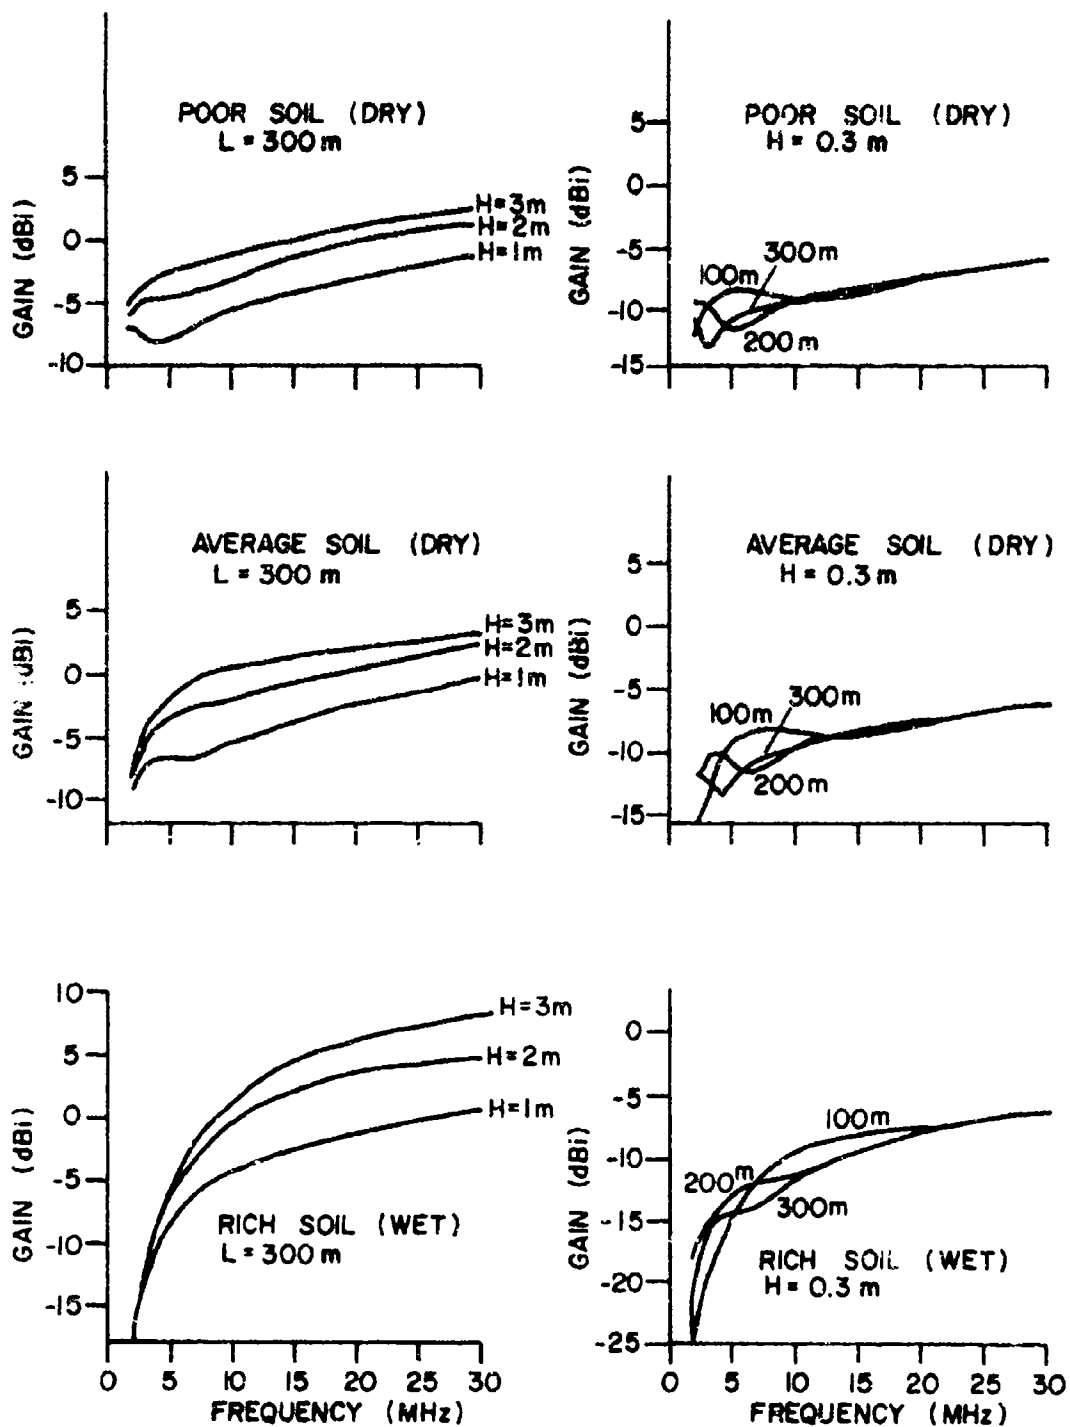 POOR SOIL (DRY)
L = 300 m
GAIN (dBi)
5
0
-5
-10
H=3m
H=2m
H=1m
POOR SOIL (DRY)
H = 0.3 m
GAIN (dBi)
5
0
-5
-10
-15
100m
300m
200m
AVERAGE SOIL (DRY)
L = 300 m
GAIN (dBi)
5
0
-5
-10
H=3m
H=2m
H=1m
AVERAGE SOIL (DRY)
H = 0.3 m
GAIN (dBi)
5
0
-5
-10
-15
100m
300m
200m
10
5
0
-5
-10
-15
GAIN (dBi)
H=3m
H=2m
H=1m
RICH SOIL (WET)
L = 300 m
0 5 10 15 20 25 30
FREQUENCY (MHz)
0
-5
-10
-15
-20
-25
GAIN (dBi)
100m
200m
300m
RICH SOIL (WET)
H = 0.3 m
0 5 10 15 20 25 30
FREQUENCY (MHz)